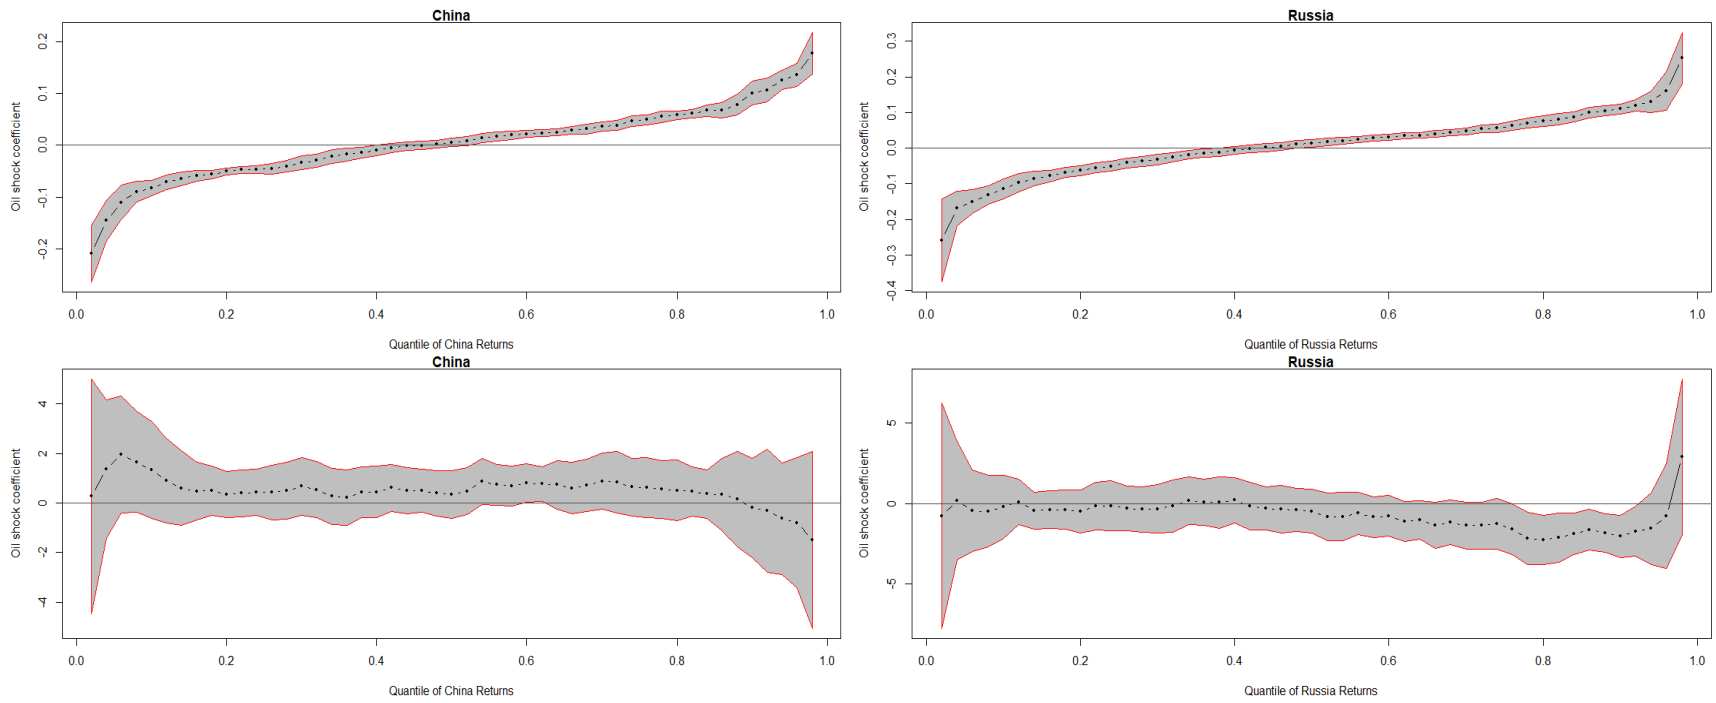 China
Oil shock coefficient
0.2
0.1
0.0
-0.1
-0.2
0.0 0.2 0.4 0.6 0.8 1.0
Quantile of China Returns
Russia
Oil shock coefficient
0.3
0.2
0.1
0.0
-0.1
-0.2
-0.3
-0.4
0.0 0.2 0.4 0.6 0.8 1.0
Quantile of Russia Returns
China
Oil shock coefficient
4
2
0
-2
-4
0.0 0.2 0.4 0.6 0.8 1.0
Quantile of China Returns
Russia
Oil shock coefficient
5
0
-5
0.0 0.2 0.4 0.6 0.8 1.0
Quantile of Russia Returns